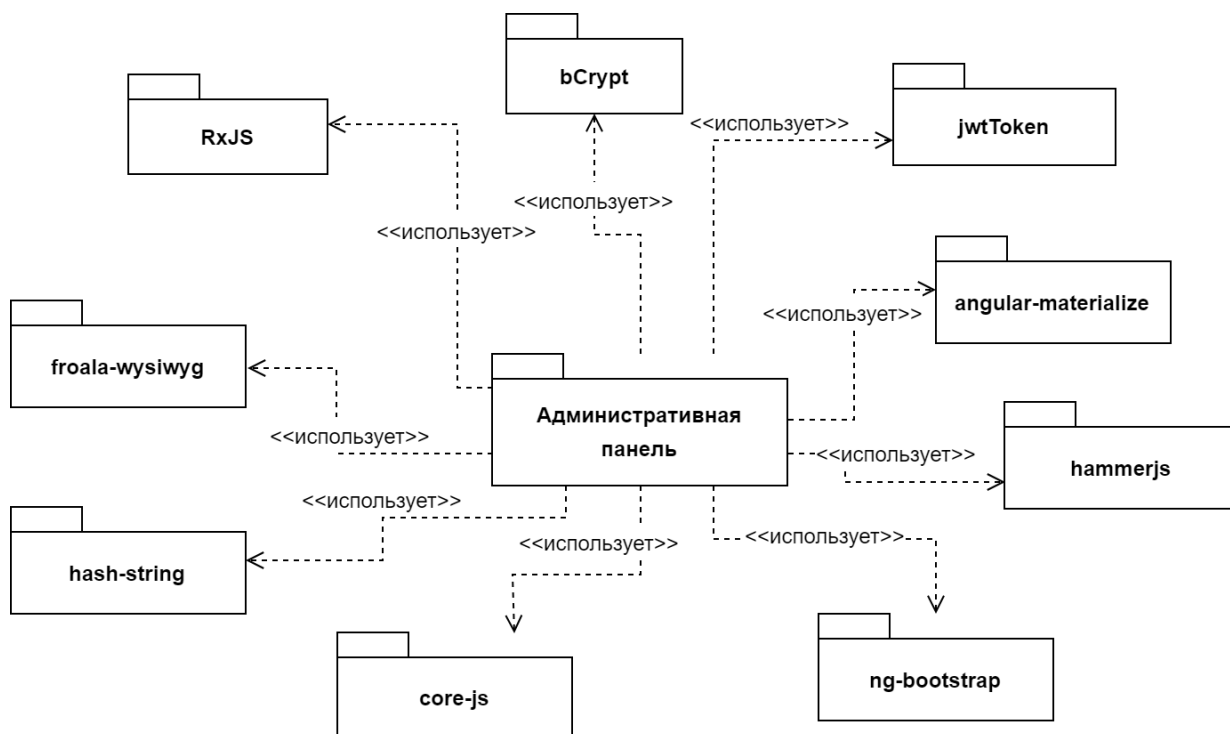 bCrypt
<<использует>>
RxJS
<<использует>>
jwtToken
<<использует>>
<<использует>>
angular-materialize
<<использует>>
froala-wysiwyg
Административная
панель
<<использует>>
<<использует>>
hammerjs
<<использует>>
hash-string
<<использует>>
<<использует>>
core-js
ng-bootstrap